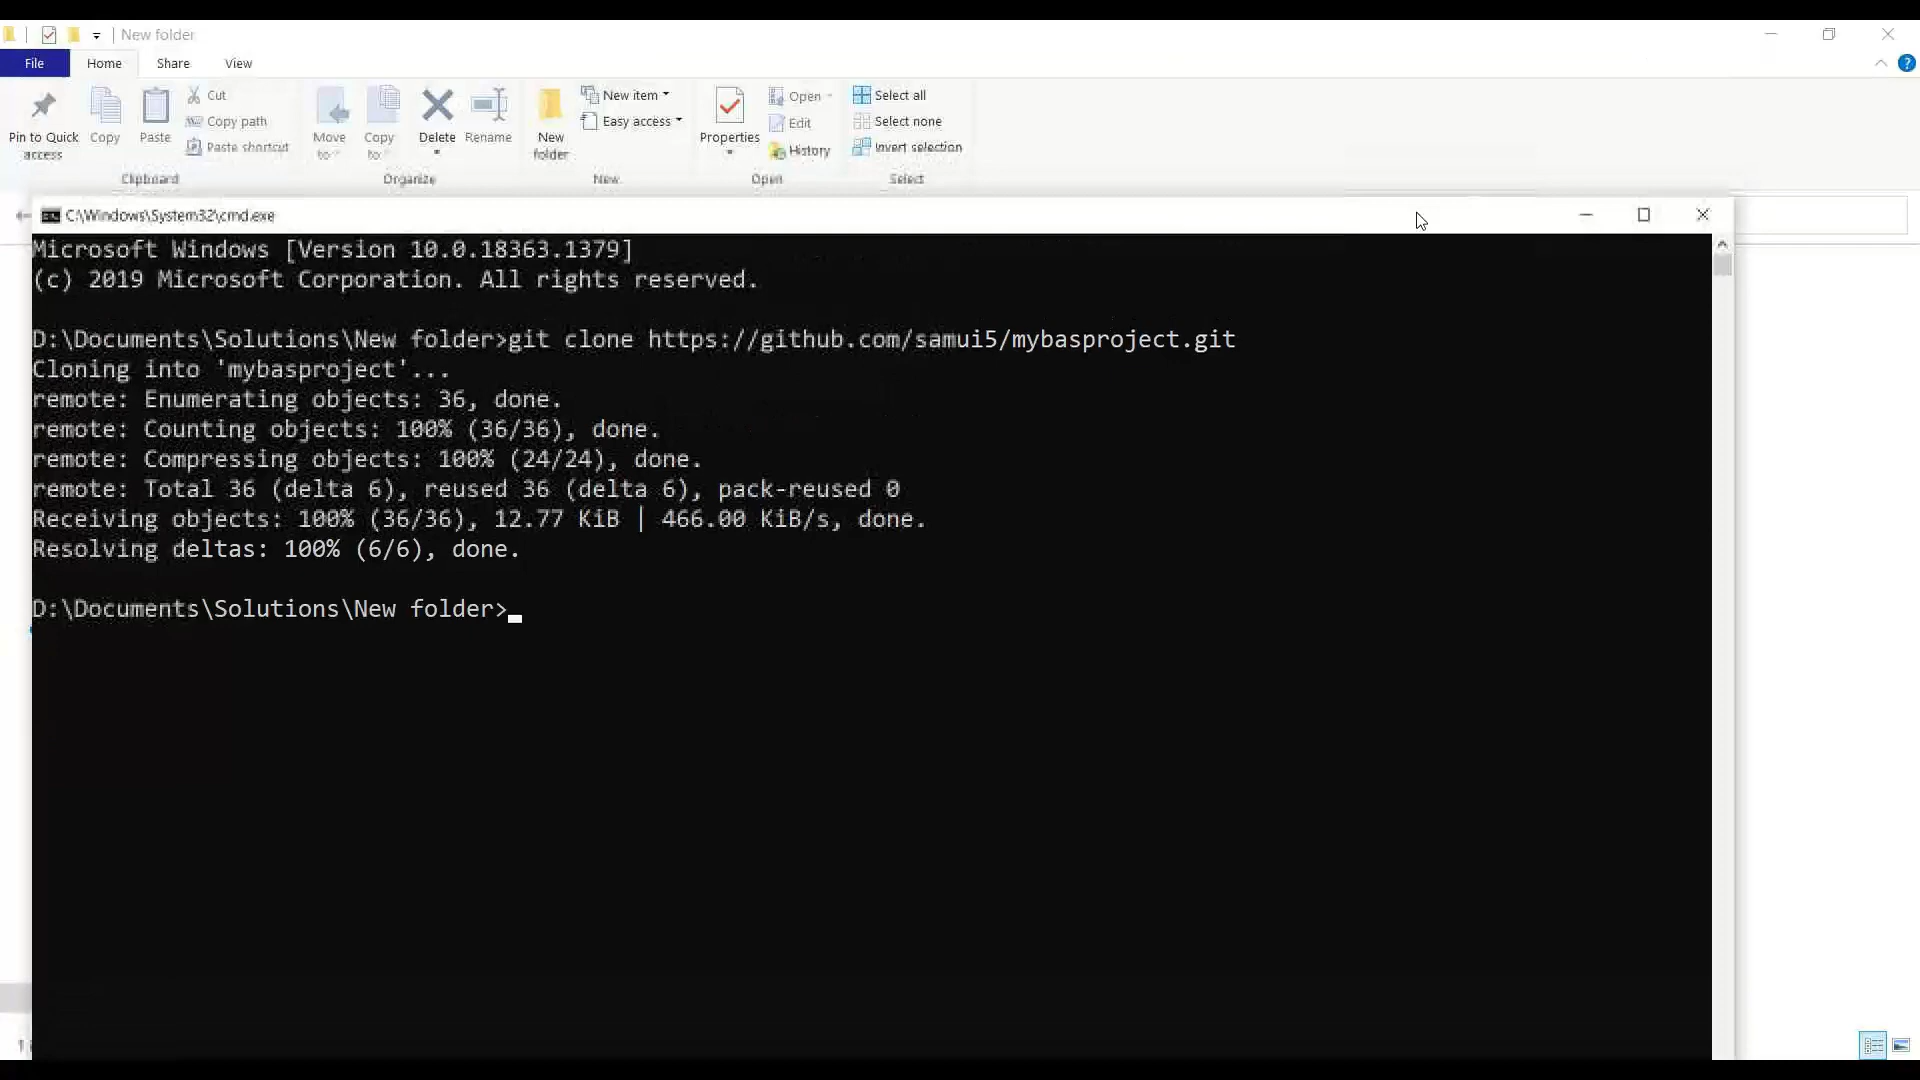 New folder
File Home Share View
Pin to Quick access
Copy
Paste
Cut
Copy path
Paste shortcut
Clipboard
Move to
Copy to
Delete
Rename
Organize
New folder
New item
Easy access
New
Properties
Open
Edit
History
Open
Select all
Select none
Invert selection
Select
C:\Windows\System32\cmd.exe
Microsoft Windows [Version 10.0.18363.1379]
(c) 2019 Microsoft Corporation. All rights reserved.
D:\Documents\Solutions\New folder>git clone https://github.com/samui5/mybasproject.git
Cloning into 'mybasproject'...
remote: Enumerating objects: 36, done.
remote: Counting objects: 100% (36/36), done.
remote: Compressing objects: 100% (24/24), done.
remote: Total 36 (delta 6), reused 36 (delta 6), pack-reused 0
Receiving objects: 100% (36/36), 12.77 KiB | 466.00 KiB/s, done.
Resolving deltas: 100% (6/6), done.
D:\Documents\Solutions\New folder>